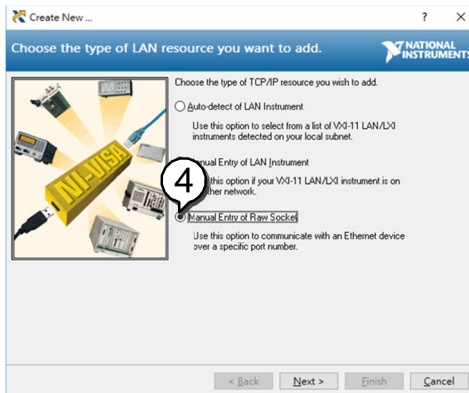 Create New ...
Choose the type of LAN resource you want to add.
NATIONAL
INSTRUMENTS
Choose the type of TCP/IP resource you wish to add.
Auto-detect of LAN Instrument
Use this option to select from a list of VXI-11 LAN/LXI
instruments detected on your local subnet.
Manual Entry of LAN Instrument
this option if your VXI-11 LAN/LXI instrument is on
network.
4
Manual Entry of Raw Socket
Use this option to communicate with an Ethernet device
over a specific port number.
NI-VISA
< Back
Next >
Finish
Cancel